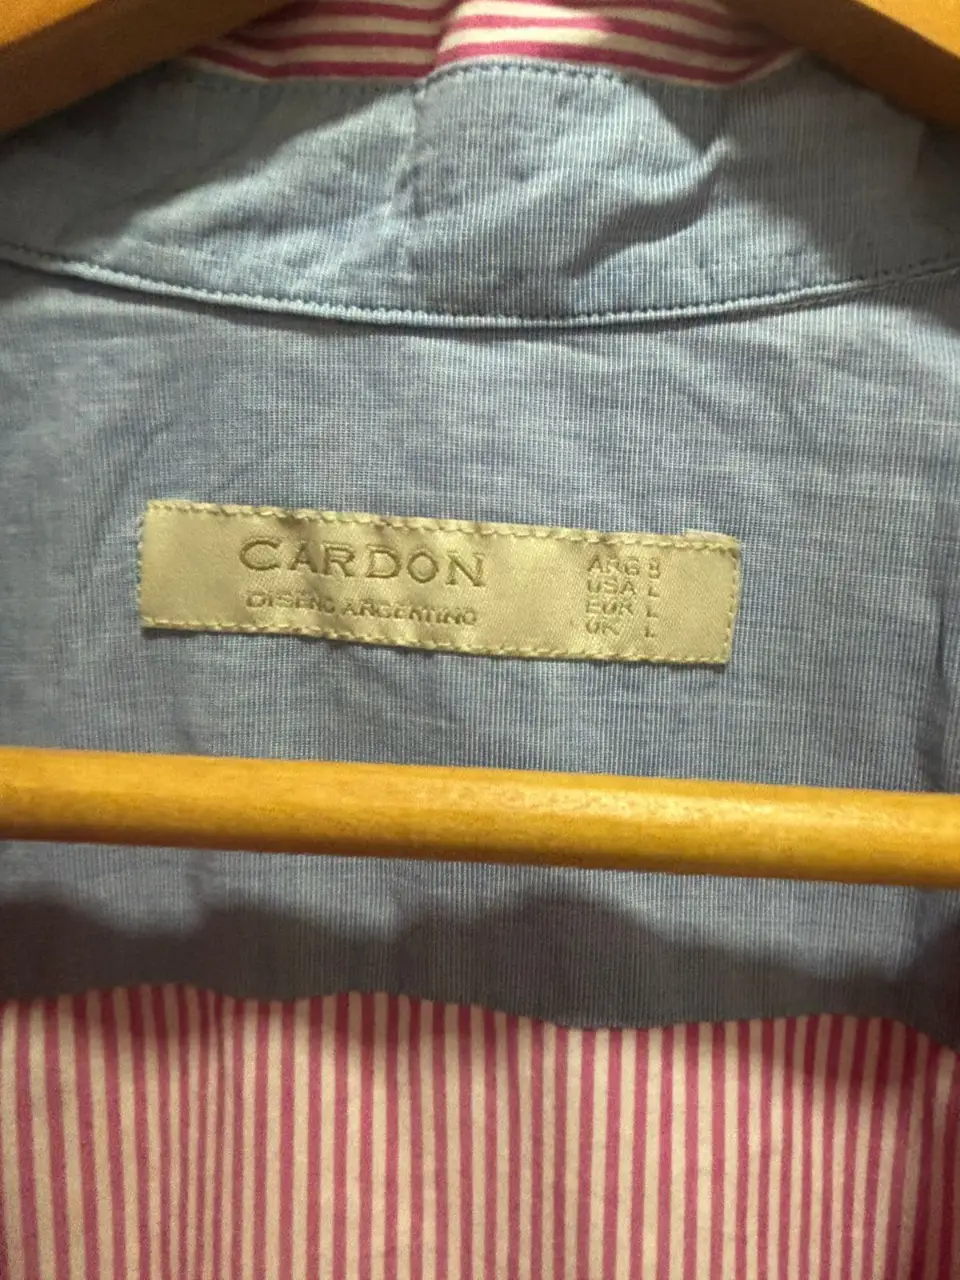 CARDON
DISEÑO ARGENTINO
ARG 8
USA L
EUR L
UK L